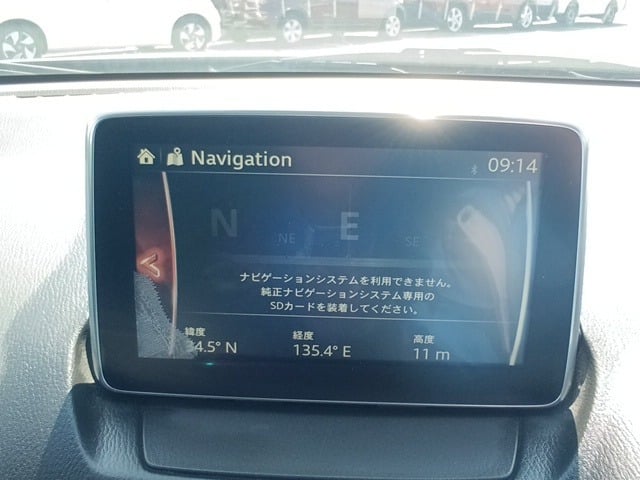 Navigation
09:14
N
NE
E
SE
ナビゲーションシステムを利用できません。
純正ナビゲーションシステム専用の
SDカードを装着してください。
緯度 経度 高度
4.5° N 135.4° E 11 m